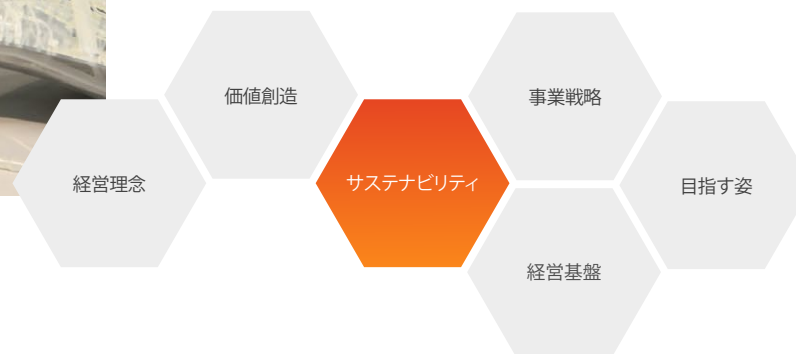 経営理念
価値創造
サステナビリティ
事業戦略
経営基盤
目指す姿